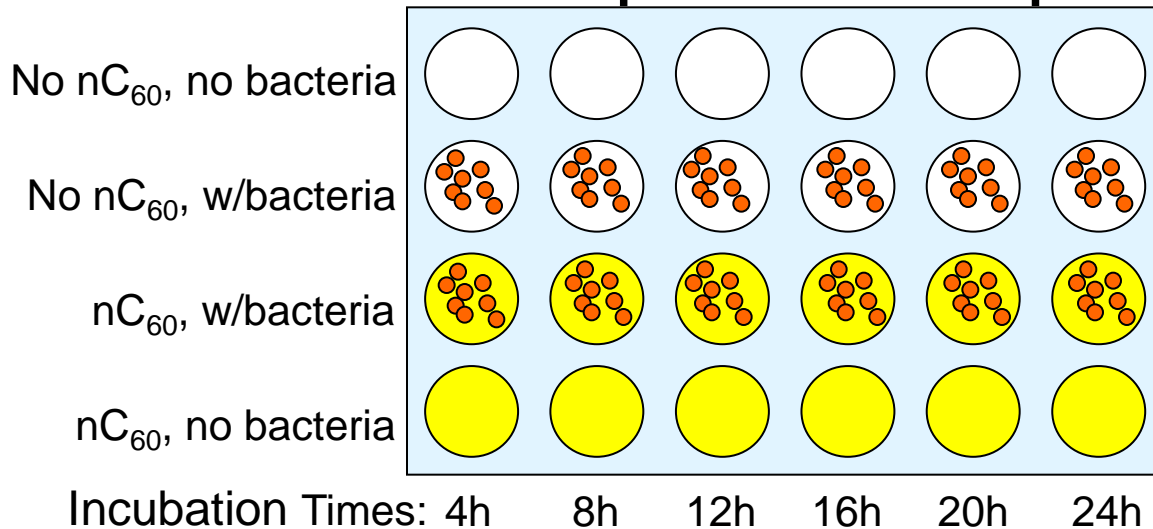 No nC₆₀, no bacteria
No nC₆₀, w/bacteria
nC₆₀, w/bacteria
nC₆₀, no bacteria
Incubation Times: 4h 8h 12h 16h 20h 24h